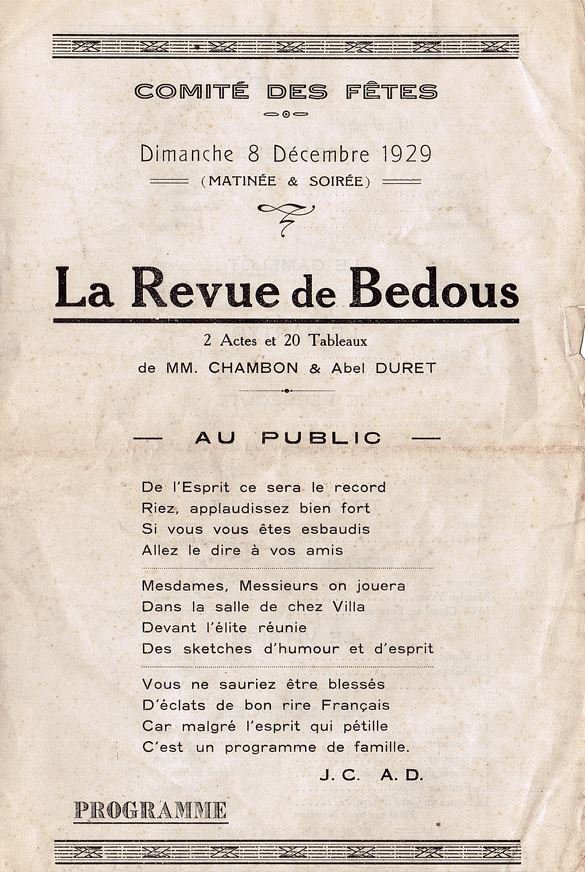 COMITÉ DES FÊTES
Dimanche 8 Décembre 1929
(MATINÉE & SOIRÉE)
La Revue de Bedous
2 Actes et 20 Tableaux
de MM. CHAMBON & Abel DURET
— AU PUBLIC —
De l'Esprit ce sera le record
Riez, applaudissez bien fort
Si vous vous êtes esbaudis
Allez le dire à vos amis
Mesdames, Messieurs on jouera
Dans la salle de chez Villa
Devant l'élite réunie
Des sketches d'humour et d'esprit
Vous ne sauriez être blessés
D'éclats de bon rire Français
Car malgré l'esprit qui pétille
C'est un programme de famille.
J. C. A. D.
PROGRAMME